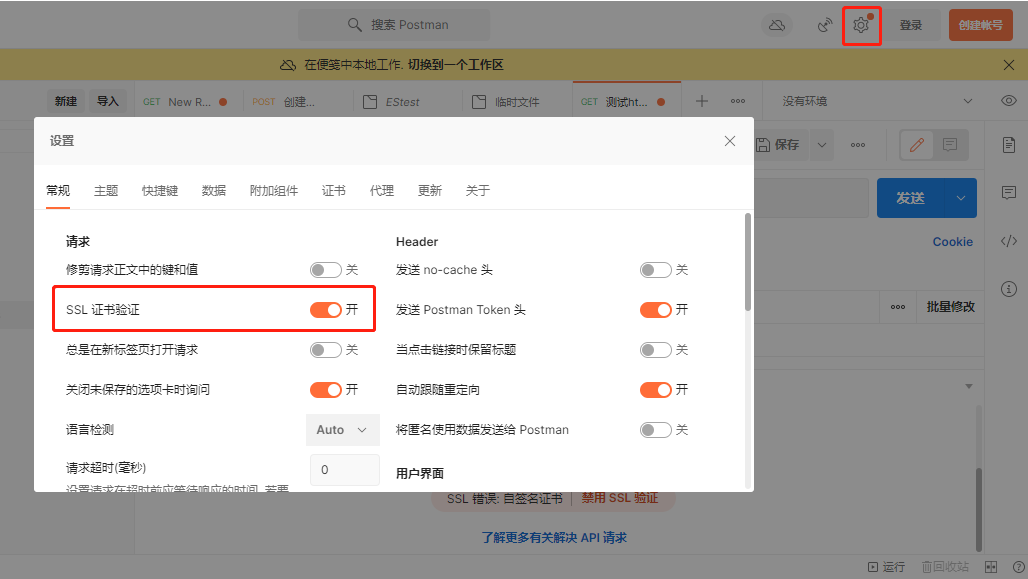 搜索 Postman
登录
创建帐号
在便笺中本地工作. 切换到一个工作区
新建
导入
GET New R...
POST 创建...
EStest
临时文件
GET 测试ht...
没有环境
保存
发送
Cookie
批量修改
设置
常规 主题 快捷键 数据 附加组件 证书 代理 更新 关于
请求
修剪请求正文中的键和值 关
SSL 证书验证 开
总是在新标签页打开请求 关
关闭未保存的选项卡时询问 开
语言检测 Auto
请求超时(毫秒) 0
设置请求在超时前应等待响应的时间. 若要
Header
发送 no-cache 头 关
发送 Postman Token 头 开
当点击链接时保留标题 关
自动跟随重定向 开
将匿名使用数据发送给 Postman 关
用户界面
SSL 错误: 自签名证书 禁用 SSL 验证
了解更多有关解决 API 请求
运行 回收站